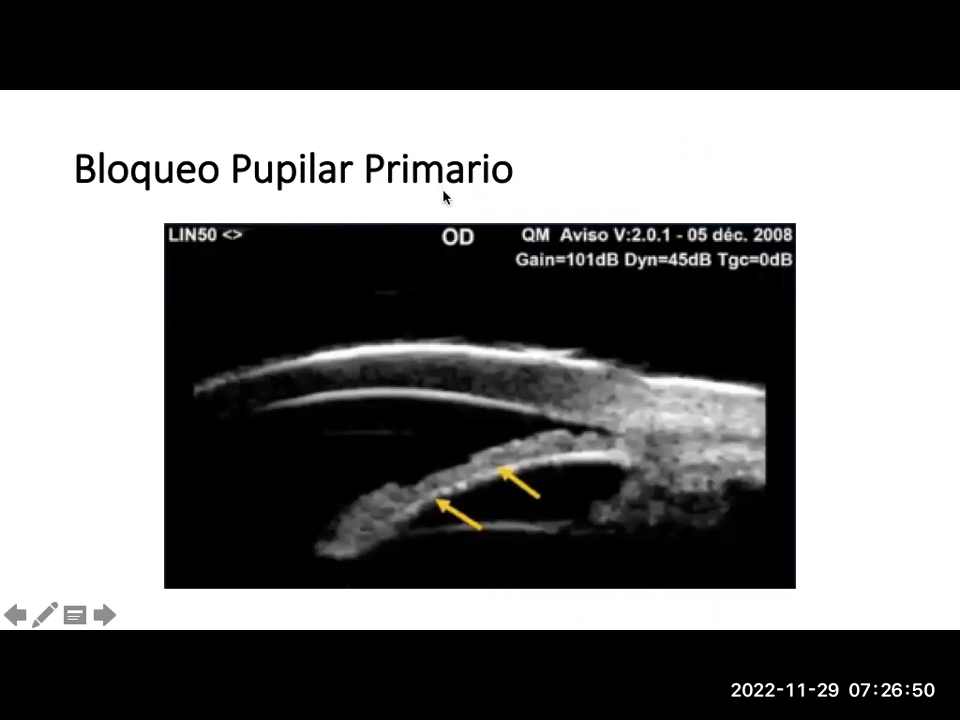 Bloqueo Pupilar Primario
LIN50 <> OD QM Aviso V:2.0.1 - 05 déc. 2008
Gain=101dB Dyn=45dB Tgc=0dB
2022-11-29 07:26:50